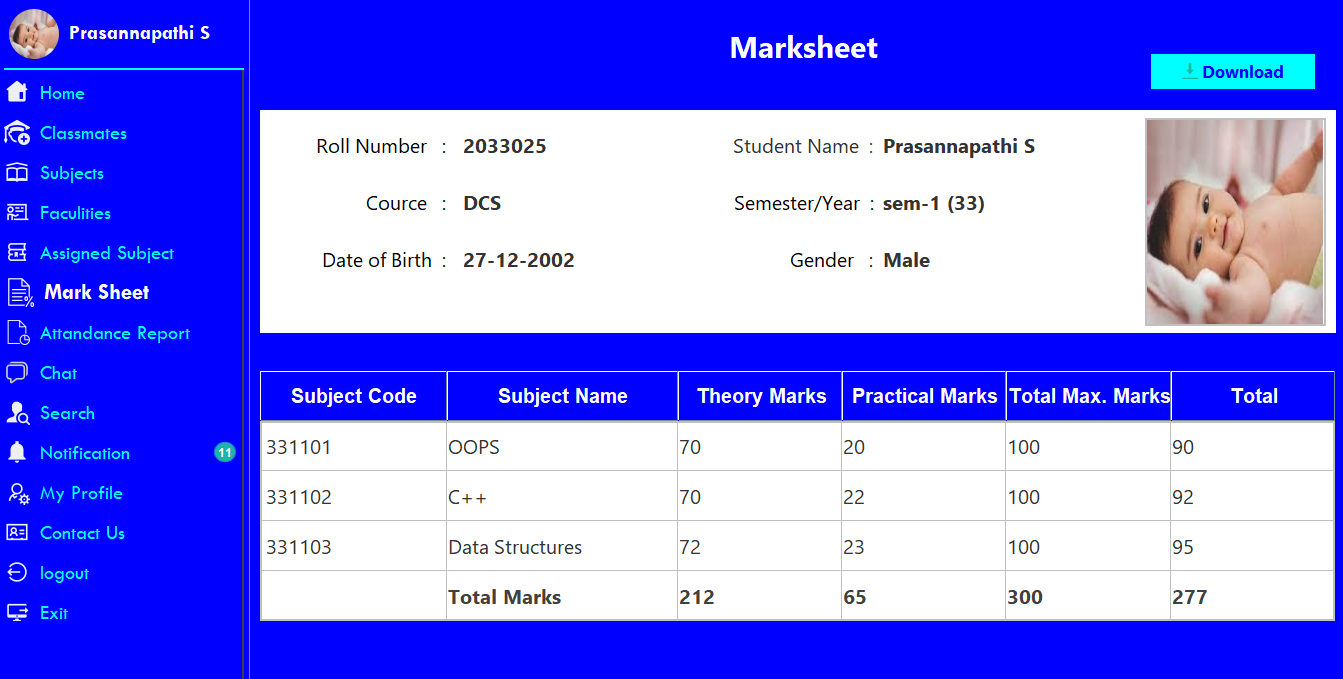 Prasannapathi S
Home
Classmates
Subjects
Faculities
Assigned Subject
Mark Sheet
Attandance Report
Chat
Search
Notification 11
My Profile
Contact Us
logout
Exit
Marksheet
Download
Roll Number : 2033025 Student Name : Prasannapathi S
Cource : DCS Semester/Year : sem-1 (33)
Date of Birth : 27-12-2002 Gender : Male
Subject Code Subject Name Theory Marks Practical Marks Total Max. Marks Total
331101 OOPS 70 20 100 90
331102 C++ 70 22 100 92
331103 Data Structures 72 23 100 95
Total Marks 212 65 300 277